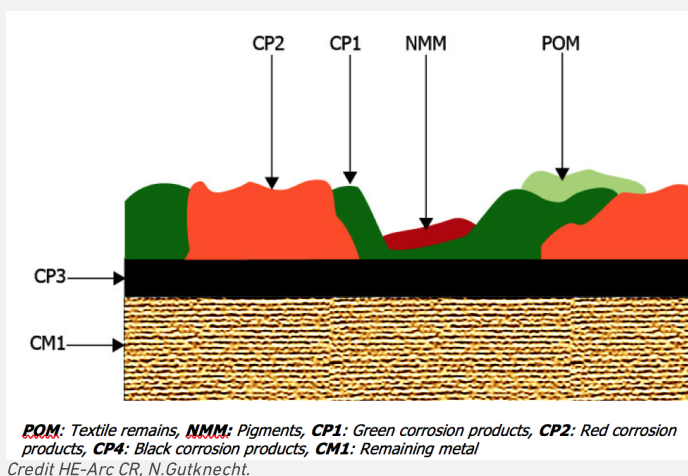 CP2 CP1 NMM POM
CP3
CM1
POM: Textile remains, NMM: Pigments, CP1: Green corrosion products, CP2: Red corrosion
products, CP4: Black corrosion products, CM1: Remaining metal
Credit HE-Arc CR, N.Gutknecht.